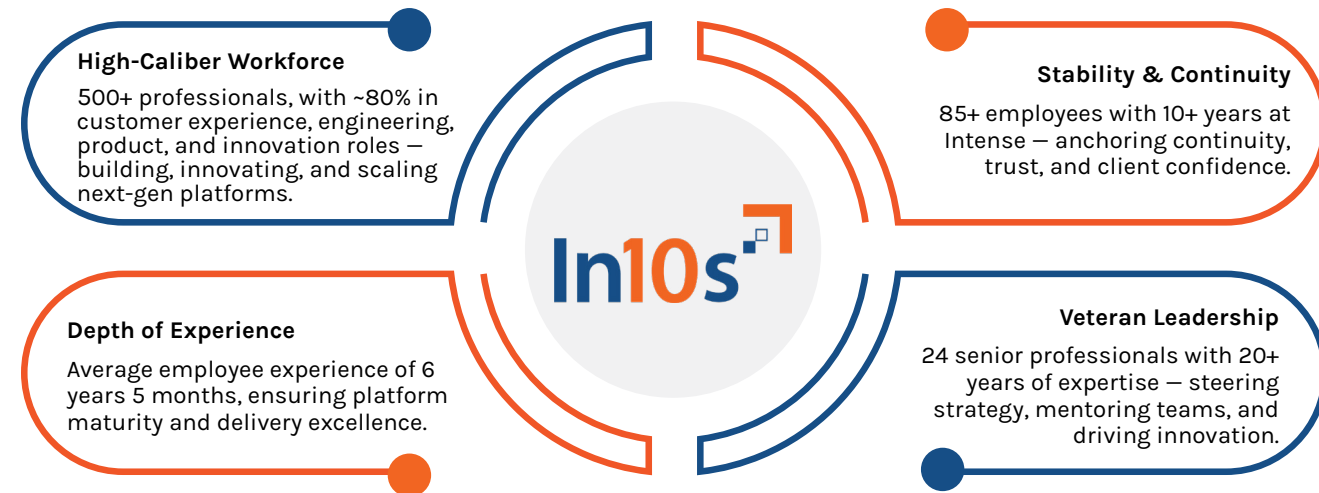 High-Caliber Workforce
500+ professionals, with ~80% in
customer experience, engineering,
product, and innovation roles —
building, innovating, and scaling
next-gen platforms.
Stability & Continuity
85+ employees with 10+ years at
Intense — anchoring continuity,
trust, and client confidence.
In10s
Depth of Experience
Average employee experience of 6
years 5 months, ensuring platform
maturity and delivery excellence.
Veteran Leadership
24 senior professionals with 20+
years of expertise — steering
strategy, mentoring teams, and
driving innovation.